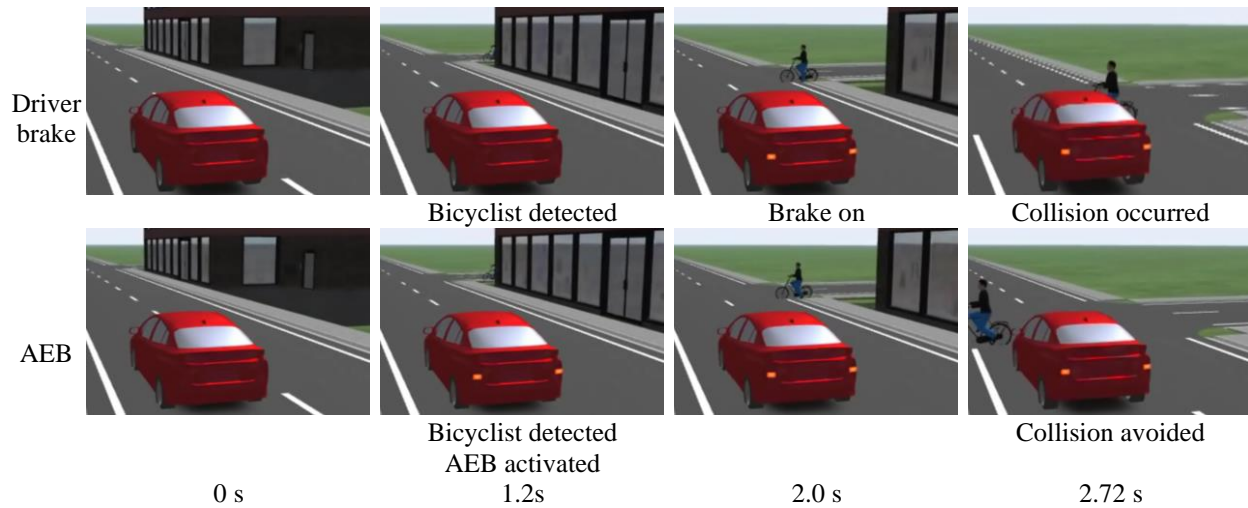 Driver
brake
Bicyclist detected
Brake on
Collision occurred
AEB
Bicyclist detected
AEB activated
Collision avoided
0 s
1.2s
2.0 s
2.72 s